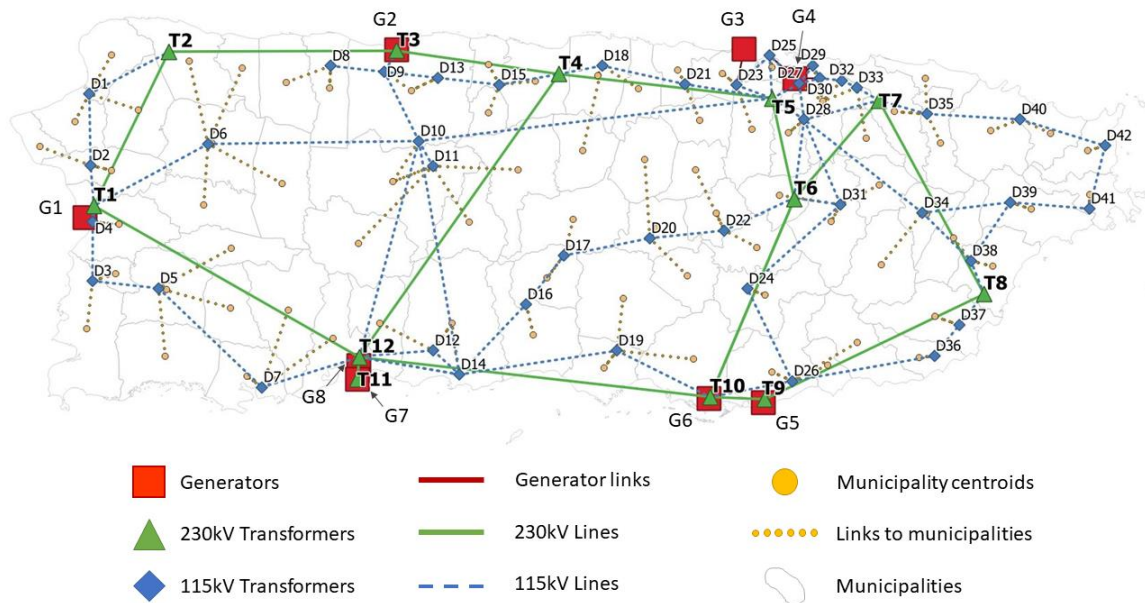 G2
G3
G4
T2
T3
D25
D29
D8
D18
D9
D13
T4
D27
D32
D1
D15
D21
D23
D33
D30
T5
T7
D28
D35
D40
D6
D10
D42
D2
D11
T1
T6
G1
D31
D39
D41
D4
D34
D22
D20
D17
D38
D3
D5
D24
T8
D16
D37
T12
D12
D19
D36
D14
D7
T11
D26
G8
T10
T9
G7
G6
G5
Generators
Generator links
Municipality centroids
230kV Transformers
230kV Lines
Links to municipalities
115kV Transformers
115kV Lines
Municipalities